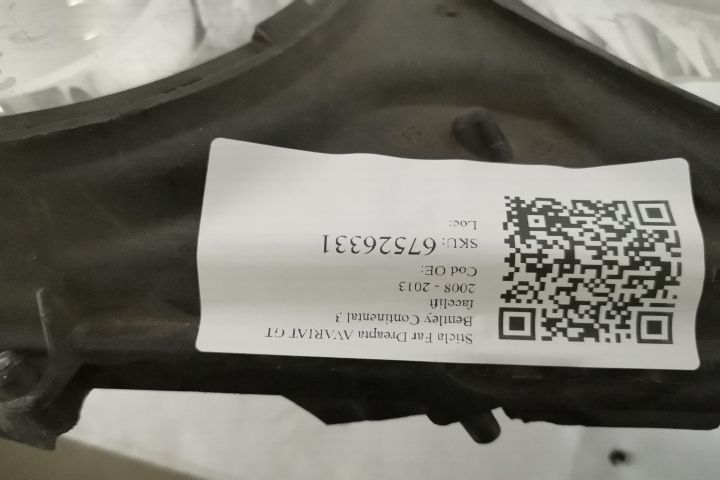 Sticla Far Dreapta AVARIAT GT
Bentley Continental 3
facelift
2008 - 2013
Cod OE:
SKU: 67526331
Loc: